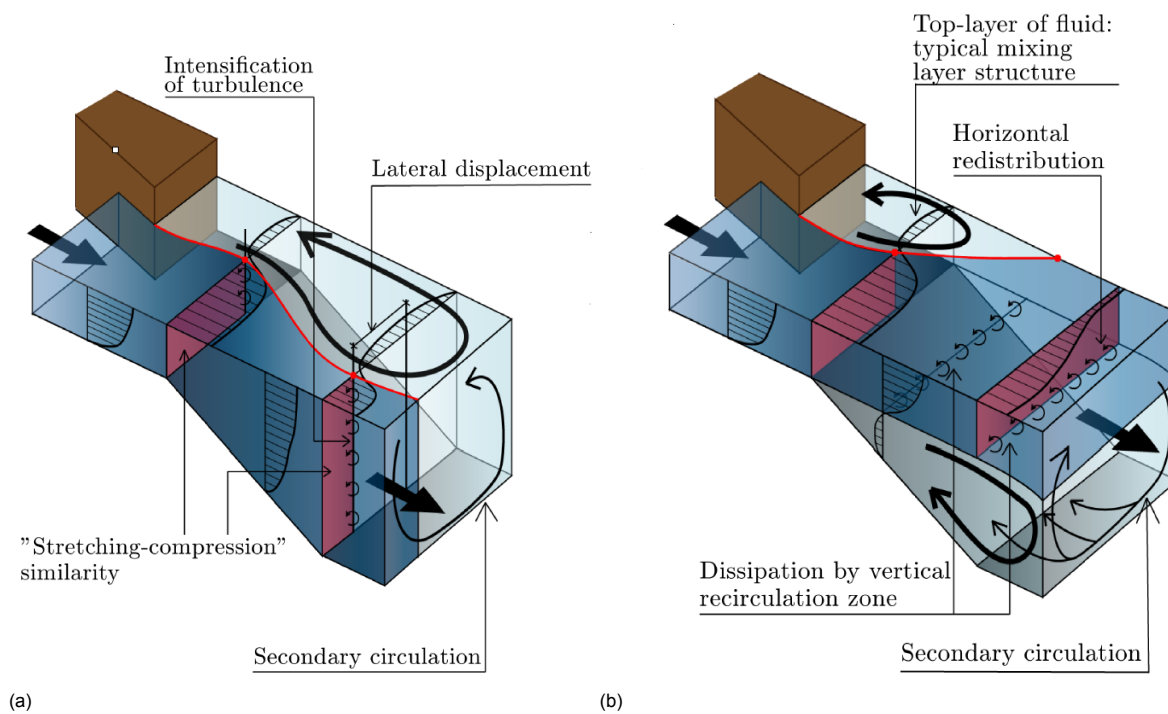 Intensification
of turbulence
Lateral displacement
"Stretching-compression"
similarity
Secondary circulation
(a)
Top-layer of fluid:
typical mixing
layer structure
Horizontal
redistribution
Dissipation by vertical
recirculation zone
Secondary circulation
(b)